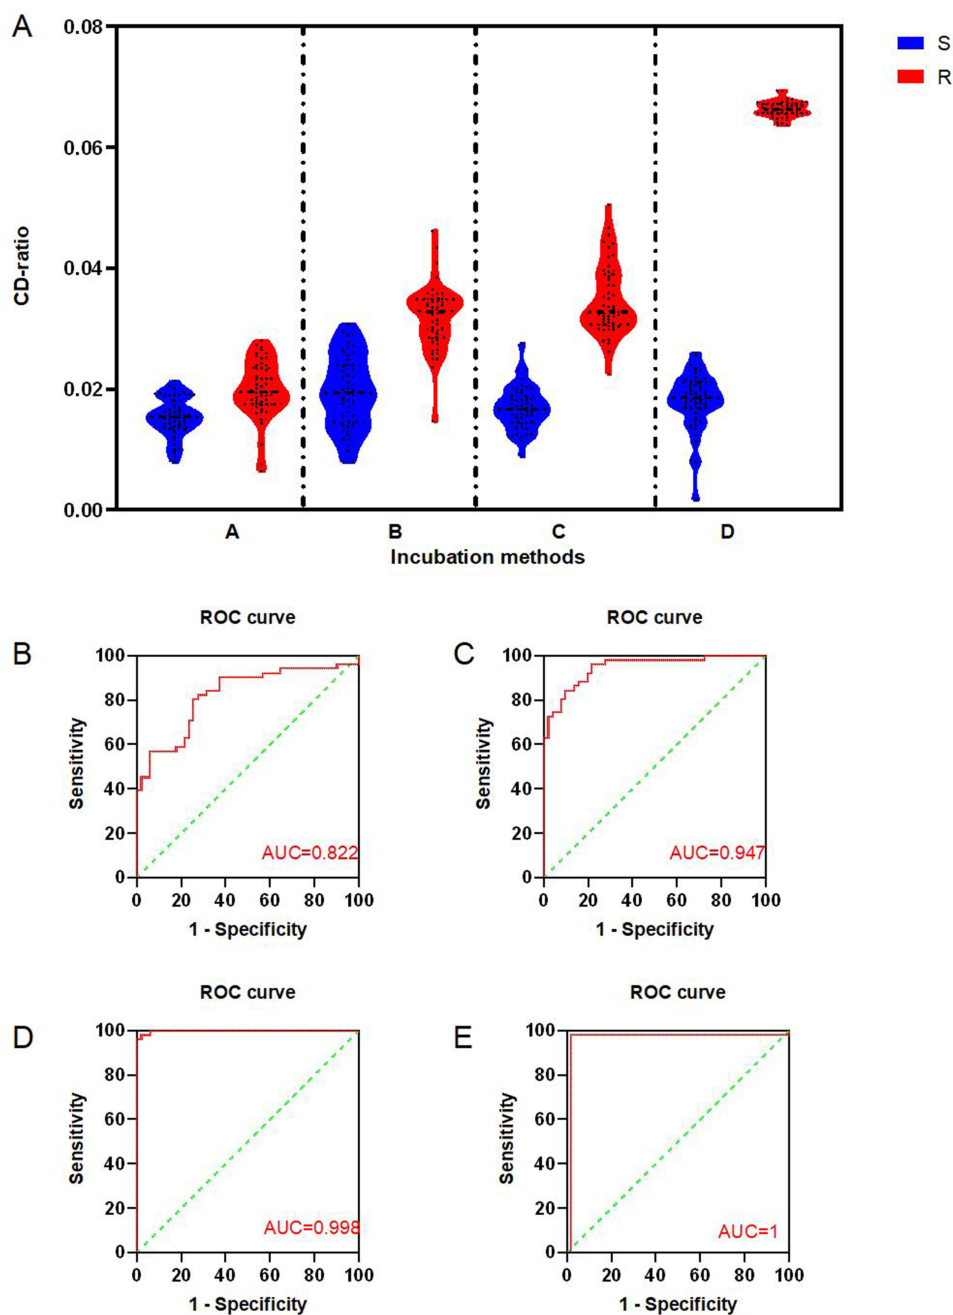 A
0.08
0.06
0.04
0.02
0.00
CD-ratio
A B C D
Incubation methods
S
R
B
ROC curve
100
80
60
40
20
0
Sensitivity
0 20 40 60 80 100
1 - Specificity
AUC=0.822
C
ROC curve
100
80
60
40
20
0
Sensitivity
0 20 40 60 80 100
1 - Specificity
AUC=0.947
D
ROC curve
100
80
60
40
20
0
Sensitivity
0 20 40 60 80 100
1 - Specificity
AUC=0.998
E
ROC curve
100
80
60
40
20
0
Sensitivity
0 20 40 60 80 100
1 - Specificity
AUC=1